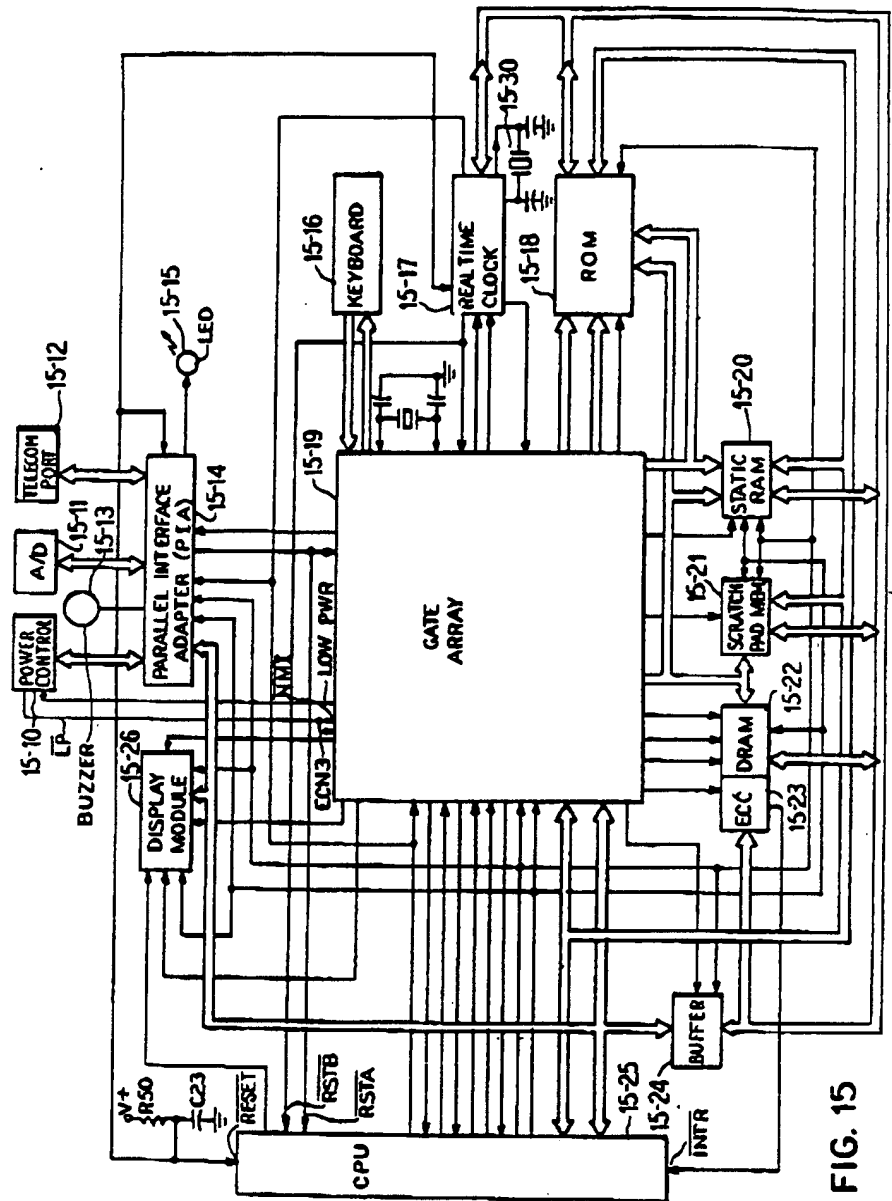 POWER
CONTROL
15-10
LP
BUZZER
A/D
15-11
15-13
TELECOM
PORT
15-12
PARALLEL INTERFACE
ADAPTER (PIA)
15-14
15-15
LED
DISPLAY
MODULE
15-26
ECN3
LOW PWR
NMI
15-19
KEYBOARD
15-16
REAL TIME
CLOCK
15-17
15-30
ROM
15-18
GATE
ARRAY
V+
R50
C23
RESET
RSTB
RSTA
CPU
15-25
INTR
BUFFER
15-24
ECC
15-23
DRAM
15-22
SCRATCH
PAD MEM
15-21
STATIC
RAM
15-20
FIG. 15